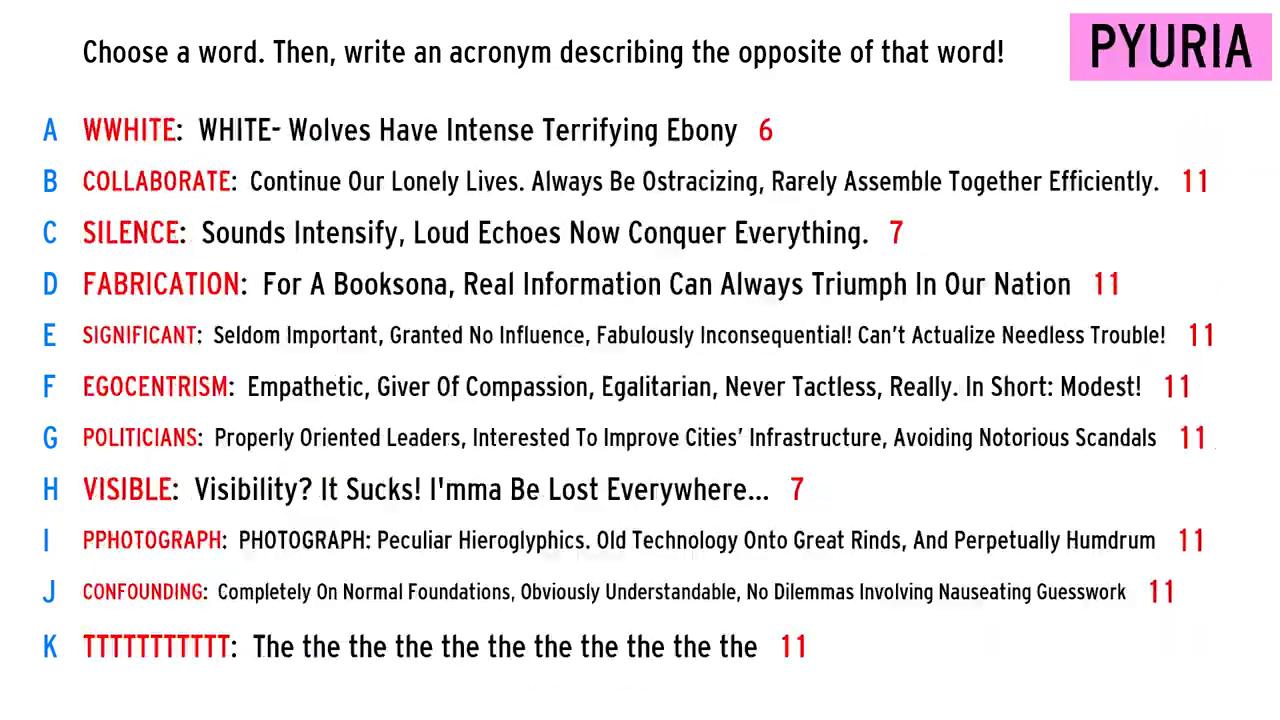 Choose a word. Then, write an acronym describing the opposite of that word!
PYURIA
A WWHITE: WHITE- Wolves Have Intense Terrifying Ebony 6
B COLLABORATE: Continue Our Lonely Lives. Always Be Ostracizing, Rarely Assemble Together Efficiently. 11
C SILENCE: Sounds Intensify, Loud Echoes Now Conquer Everything. 7
D FABRICATION: For A Booksona, Real Information Can Always Triumph In Our Nation 11
E SIGNIFICANT: Seldom Important, Granted No Influence, Fabulously Inconsequential! Can't Actualize Needless Trouble! 11
F EGOCENTRISM: Empathetic, Giver Of Compassion, Egalitarian, Never Tactless, Really. In Short: Modest! 11
G POLITICIANS: Properly Oriented Leaders, Interested To Improve Cities' Infrastructure, Avoiding Notorious Scandals 11
H VISIBLE: Visibility? It Sucks! I'mma Be Lost Everywhere... 7
I PPHOTOGRAPH: PHOTOGRAPH: Peculiar Hieroglyphics. Old Technology Onto Great Rinds, And Perpetually Humdrum 11
J CONFOUNDING: Completely On Normal Foundations, Obviously Understandable, No Dilemmas Involving Nauseating Guesswork 11
K TTTTTTTTTTT: The the the the the the the the the the the 11